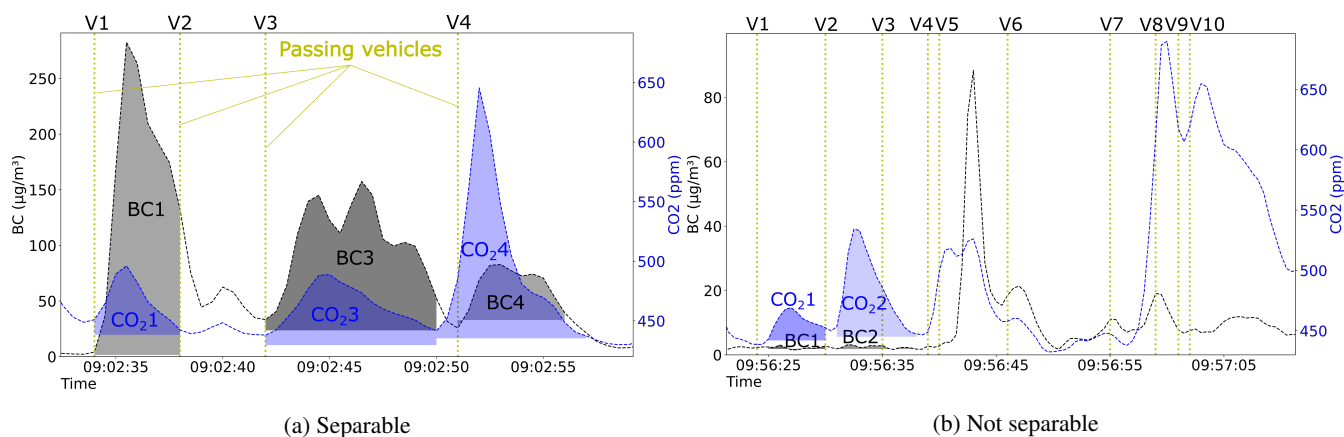 V1 V2 V3 V4
Passing vehicles
BC (µg/m³)
250
200
150
100
50
0
650
600
550
500
450
CO2 (ppm)
BC1
CO₂1
BC3
CO₂3
CO₂4
BC4
09:02:35 09:02:40 09:02:45 09:02:50 09:02:55
Time
(a) Separable
V1 V2 V3 V4 V5 V6 V7 V8 V9 V10
BC (µg/m³)
80
60
40
20
0
650
600
550
500
450
CO2 (ppm)
CO₂1
BC1
CO₂2
BC2
09:56:25 09:56:35 09:56:45 09:56:55 09:57:05
Time
(b) Not separable